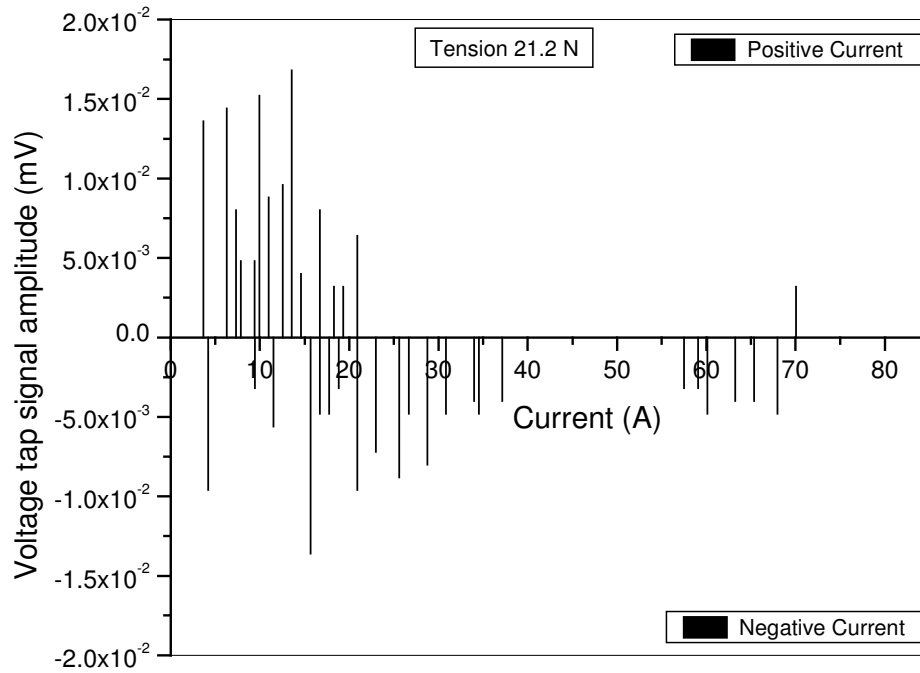 2.0x10⁻²
Tension 21.2 N
Positive Current
1.5x10⁻²
1.0x10⁻²
5.0x10⁻³
0.0
0 10 20 30 40 50 60 70 80
-5.0x10⁻³
Current (A)
-1.0x10⁻²
-1.5x10⁻²
-2.0x10⁻²
Negative Current
Voltage tap signal amplitude (mV)